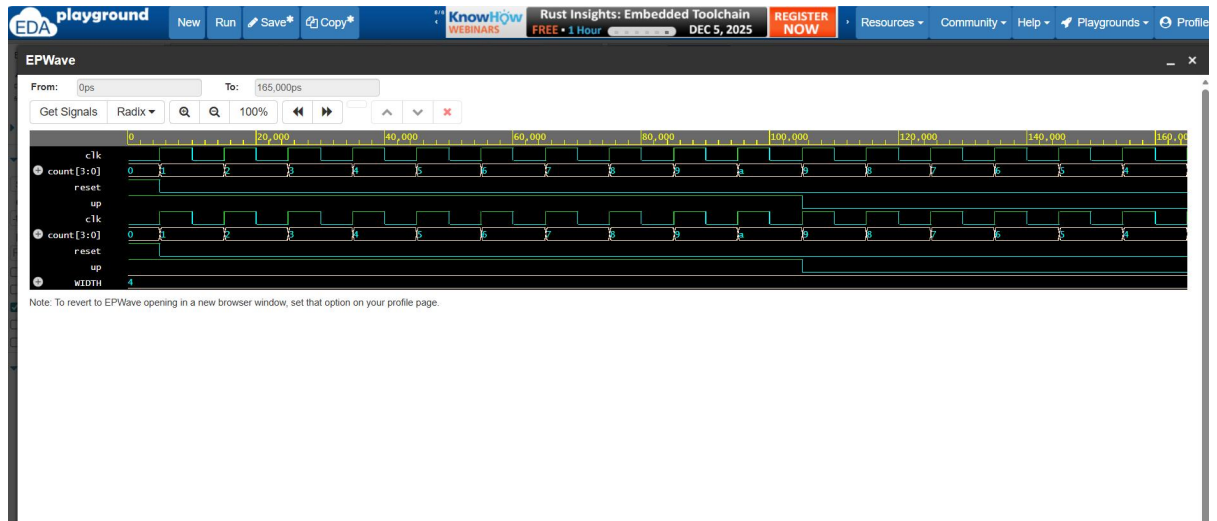 EDA playground New Run Save* Copy* KnowHow WEBINARS Rust Insights: Embedded Toolchain FREE • 1 Hour DEC 5, 2025 REGISTER NOW Resources Community Help Playgrounds Profile
EPWave
From: 0ps To: 165,000ps
Get Signals Radix 100%
0 20,000 40,000 60,000 80,000 100,000 120,000 140,000 160,00
clk
count[3:0] 0 1 2 3 4 5 6 7 8 9 a 9 8 7 6 5 4
reset
up
clk
count[3:0] 0 1 2 3 4 5 6 7 8 9 a 9 8 7 6 5 4
reset
up
WIDTH 4
Note: To revert to EPWave opening in a new browser window, set that option on your profile page.